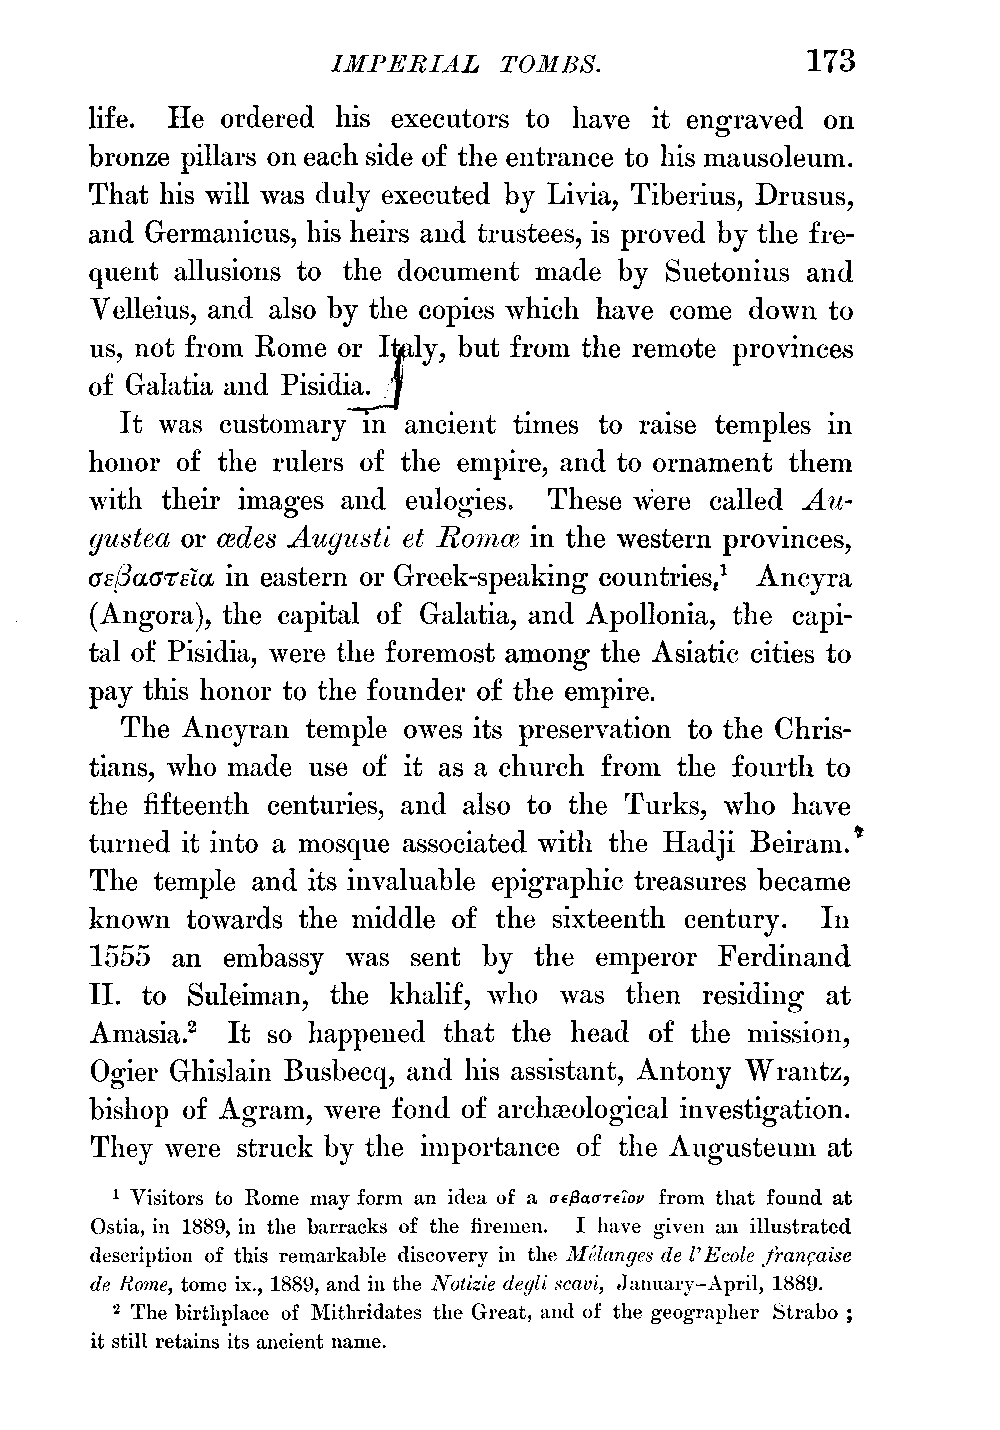 IMPERIAL TOMBS. 173
life. He ordered his executors to have it engraved on
bronze pillars on each side of the entrance to his mausoleum.
That his will was duly executed by Livia, Tiberius, Drusus,
and Germanicus, his heirs and trustees, is proved by the fre-
quent allusions to the document made by Suetonius and
Velleius, and also by the copies which have come down to
us, not from Rome or Italy, but from the remote provinces
of Galatia and Pisidia.
It was customary in ancient times to raise temples in
honor of the rulers of the empire, and to ornament them
with their images and eulogies. These were called Au-
gustea or ædes Augusti et Romæ in the western provinces,
σεβαστεῖα in eastern or Greek-speaking countries.¹ Ancyra
(Angora), the capital of Galatia, and Apollonia, the capi-
tal of Pisidia, were the foremost among the Asiatic cities to
pay this honor to the founder of the empire.
The Ancyran temple owes its preservation to the Chris-
tians, who made use of it as a church from the fourth to
the fifteenth centuries, and also to the Turks, who have
turned it into a mosque associated with the Hadji Beiram.
The temple and its invaluable epigraphic treasures became
known towards the middle of the sixteenth century. In
1555 an embassy was sent by the emperor Ferdinand
II. to Suleiman, the khalif, who was then residing at
Amasia.² It so happened that the head of the mission,
Ogier Ghislain Busbecq, and his assistant, Antony Wrantz,
bishop of Agram, were fond of archæological investigation.
They were struck by the importance of the Augusteum at
¹ Visitors to Rome may form an idea of a σεβαστεῖον from that found at
Ostia, in 1889, in the barracks of the firemen. I have given an illustrated
description of this remarkable discovery in the Mélanges de l'Ecole française
de Rome, tome ix., 1889, and in the Notizie degli scavi, January–April, 1889.
² The birthplace of Mithridates the Great, and of the geographer Strabo ;
it still retains its ancient name.